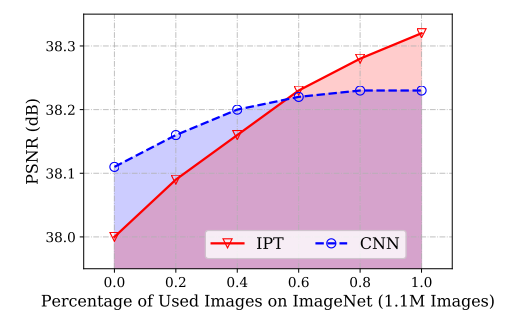 38.3
38.2
38.1
38.0
PSNR (dB)
IPT
CNN
0.0 0.2 0.4 0.6 0.8 1.0
Percentage of Used Images on ImageNet (1.1M Images)